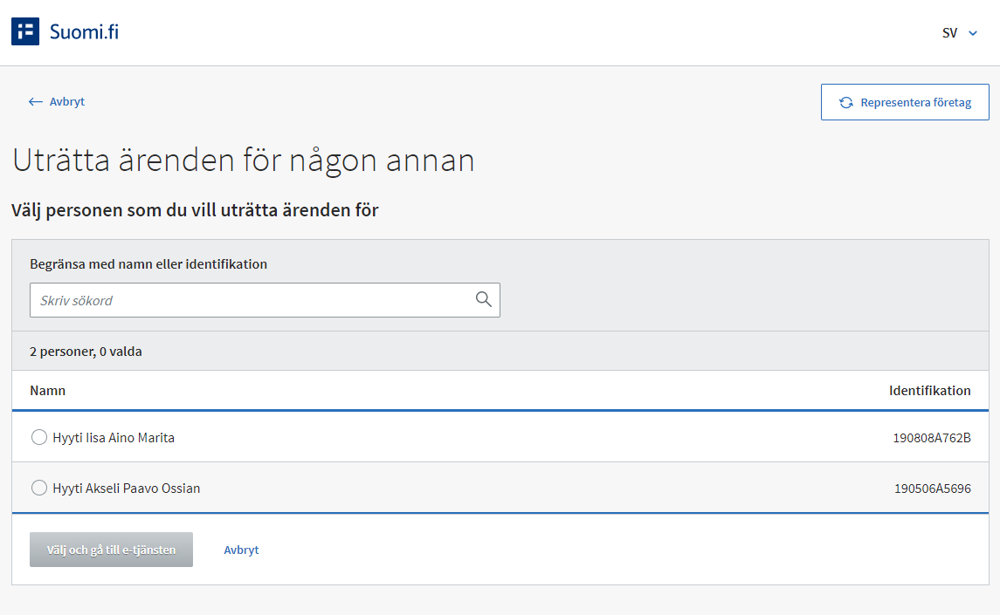 Suomi.fi
SV
Avbryt
Representera företag
Uträtta ärenden för någon annan
Välj personen som du vill uträtta ärenden för
Begränsa med namn eller identifikation
Skriv sökord
2 personer, 0 valda
Namn Identifikation
Hyyti Iisa Aino Marita 190808A762B
Hyyti Akseli Paavo Ossian 190506A5696
Välj och gå till e-tjänsten Avbryt